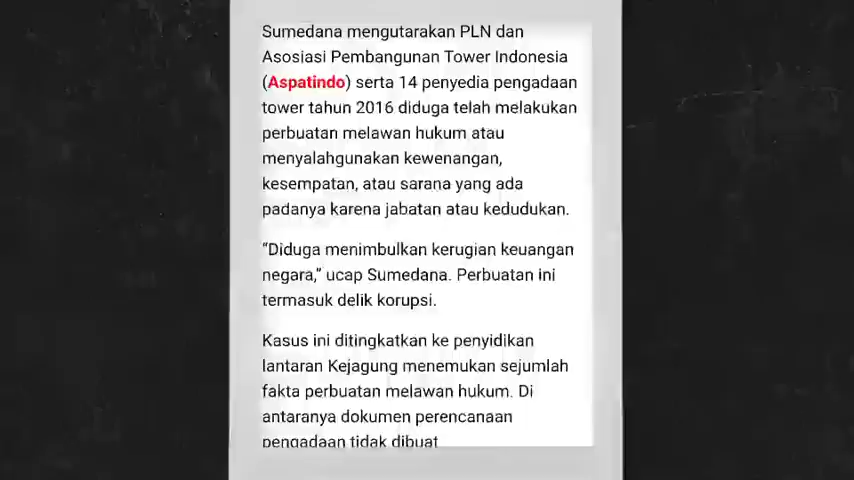 Sumedana mengutarakan PLN dan
Asosiasi Pembangunan Tower Indonesia
(Aspatindo) serta 14 penyedia pengadaan
tower tahun 2016 diduga telah melakukan
perbuatan melawan hukum atau
menyalahgunakan kewenangan,
kesempatan, atau sarana yang ada
padanya karena jabatan atau kedudukan.
“Diduga menimbulkan kerugian keuangan
negara,” ucap Sumedana. Perbuatan ini
termasuk delik korupsi.
Kasus ini ditingkatkan ke penyidikan
lantaran Kejagung menemukan sejumlah
fakta perbuatan melawan hukum. Di
antaranya dokumen perencanaan
pengadaan tidak dibuat